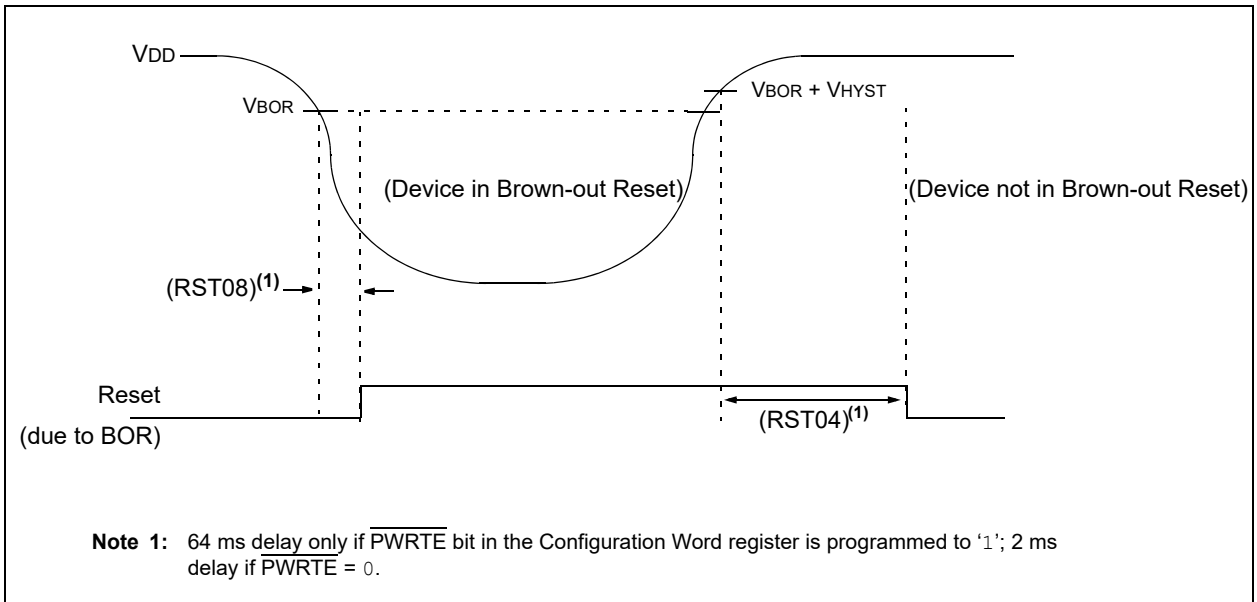 VDD
VBOR
VBOR + VHYST
(Device in Brown-out Reset)
(Device not in Brown-out Reset)
(RST08)(1)
Reset
(due to BOR)
(RST04)(1)
Note 1: 64 ms delay only if PWRTE bit in the Configuration Word register is programmed to ‘1’; 2 ms
delay if PWRTE = 0.